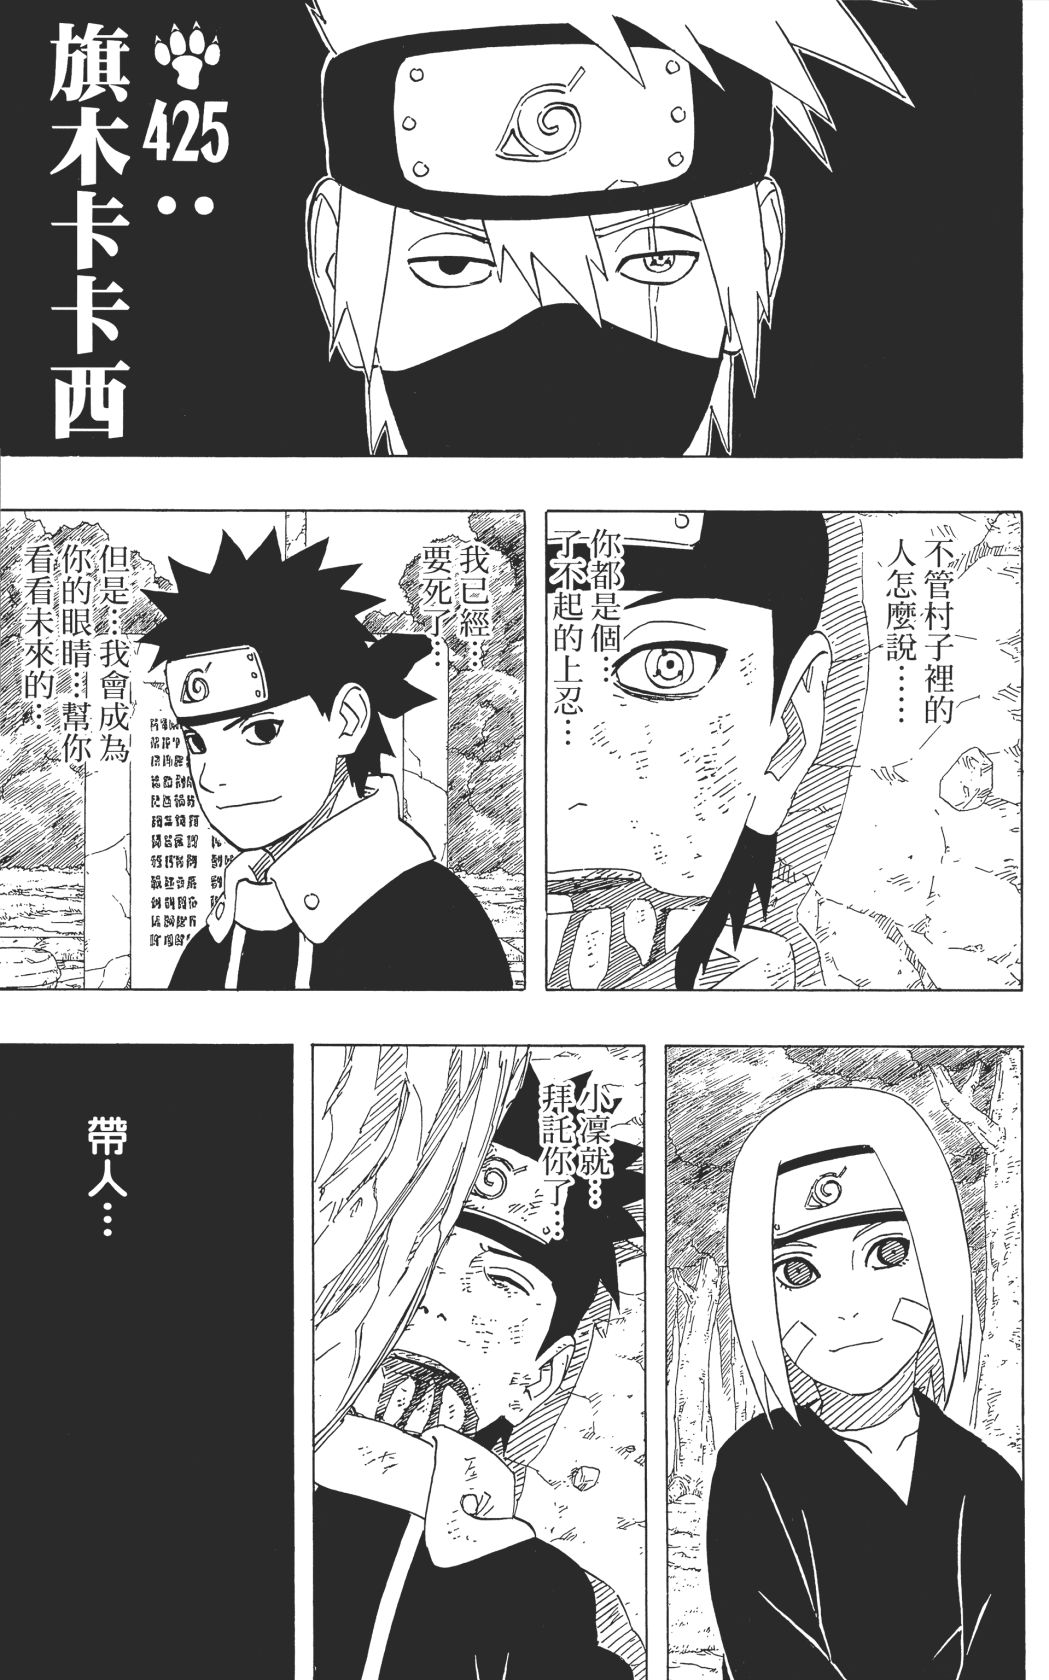 425：
旗木卡卡西
不管村子裡的
人怎麼說……
你都是個…
了不起的上忍…
我已經…
要死了…
但是…我會成為
你的眼睛…幫你
看看未來的…
小凜就…
拜託你了…
帶人…